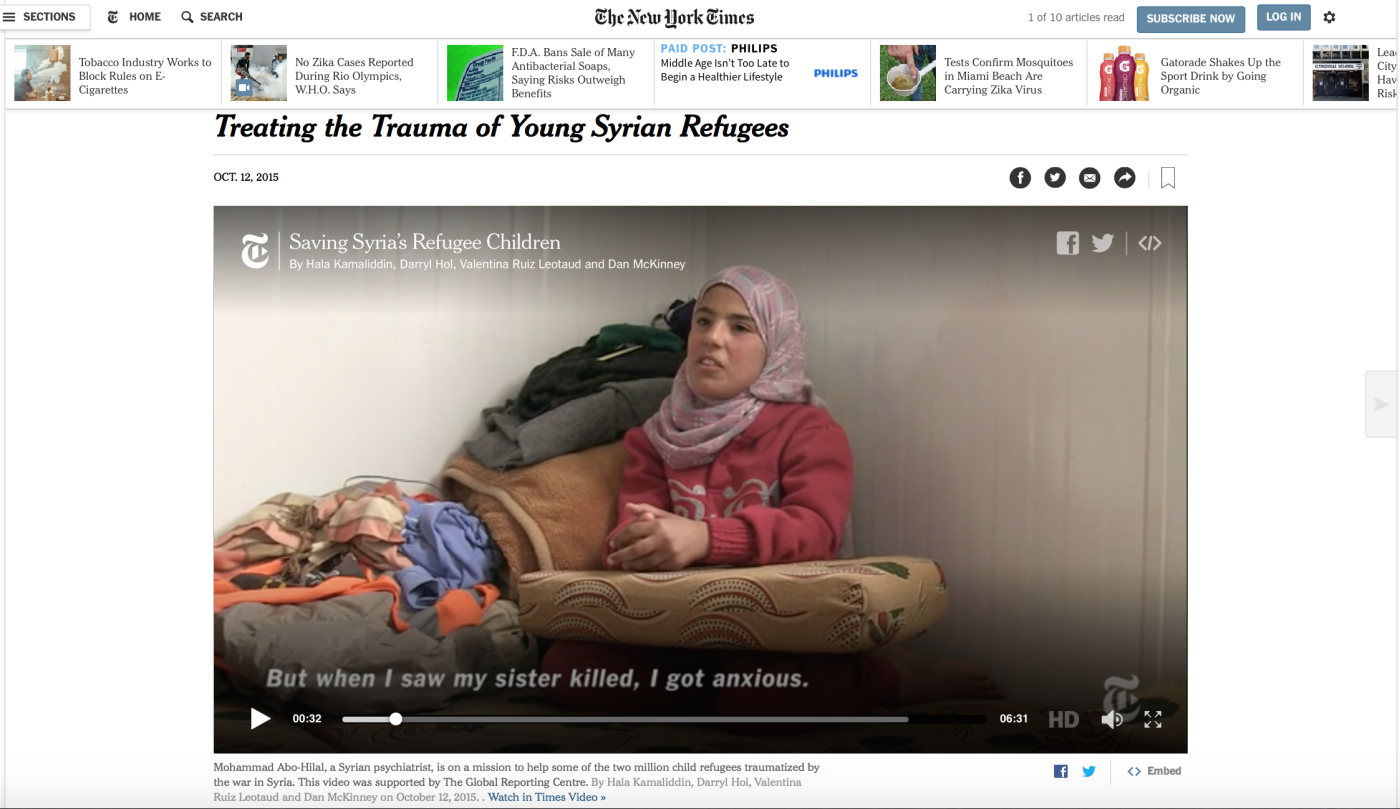 SECTIONS
HOME
SEARCH
The New York Times
1 of 10 articles read
SUBSCRIBE NOW
LOG IN
Tobacco Industry Works to
Block Rules on E-
Cigarettes
No Zika Cases Reported
During Rio Olympics,
W.H.O. Says
F.D.A. Bans Sale of Many
Antibacterial Soaps,
Saying Risks Outweigh
Benefits
PAID POST: PHILIPS
Middle Age Isn't Too Late to
Begin a Healthier Lifestyle
PHILIPS
Tests Confirm Mosquitoes
in Miami Beach Are
Carrying Zika Virus
Gatorade Shakes Up the
Sport Drink by Going
Organic
Treating the Trauma of Young Syrian Refugees
OCT. 12, 2015
Saving Syria's Refugee Children
By Hala Kamaliddin, Darryl Hol, Valentina Ruiz Leotaud and Dan McKinney
But when I saw my sister killed, I got anxious.
00:32
06:31
HD
Mohammad Abo-Hilal, a Syrian psychiatrist, is on a mission to help some of the two million child refugees traumatized by
the war in Syria. This video was supported by The Global Reporting Centre. By Hala Kamaliddin, Darryl Hol, Valentina
Ruiz Leotaud and Dan McKinney on October 12, 2015. . Watch in Times Video »
Embed